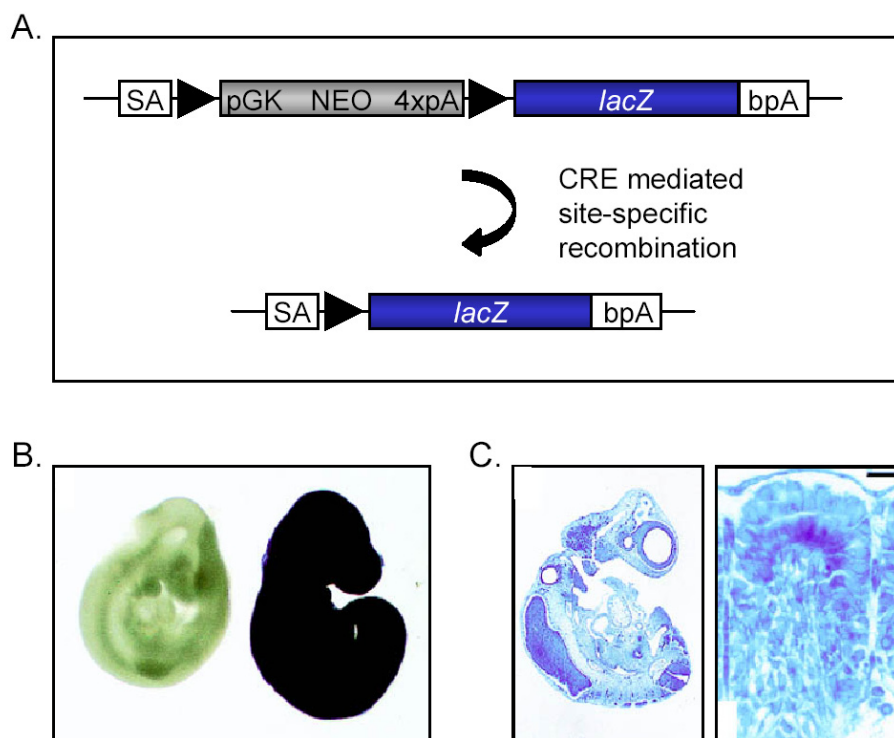 A.
SA pGK NEO 4xpA lacZ bpA
CRE mediated
site-specific
recombination
SA lacZ bpA
B.
C.